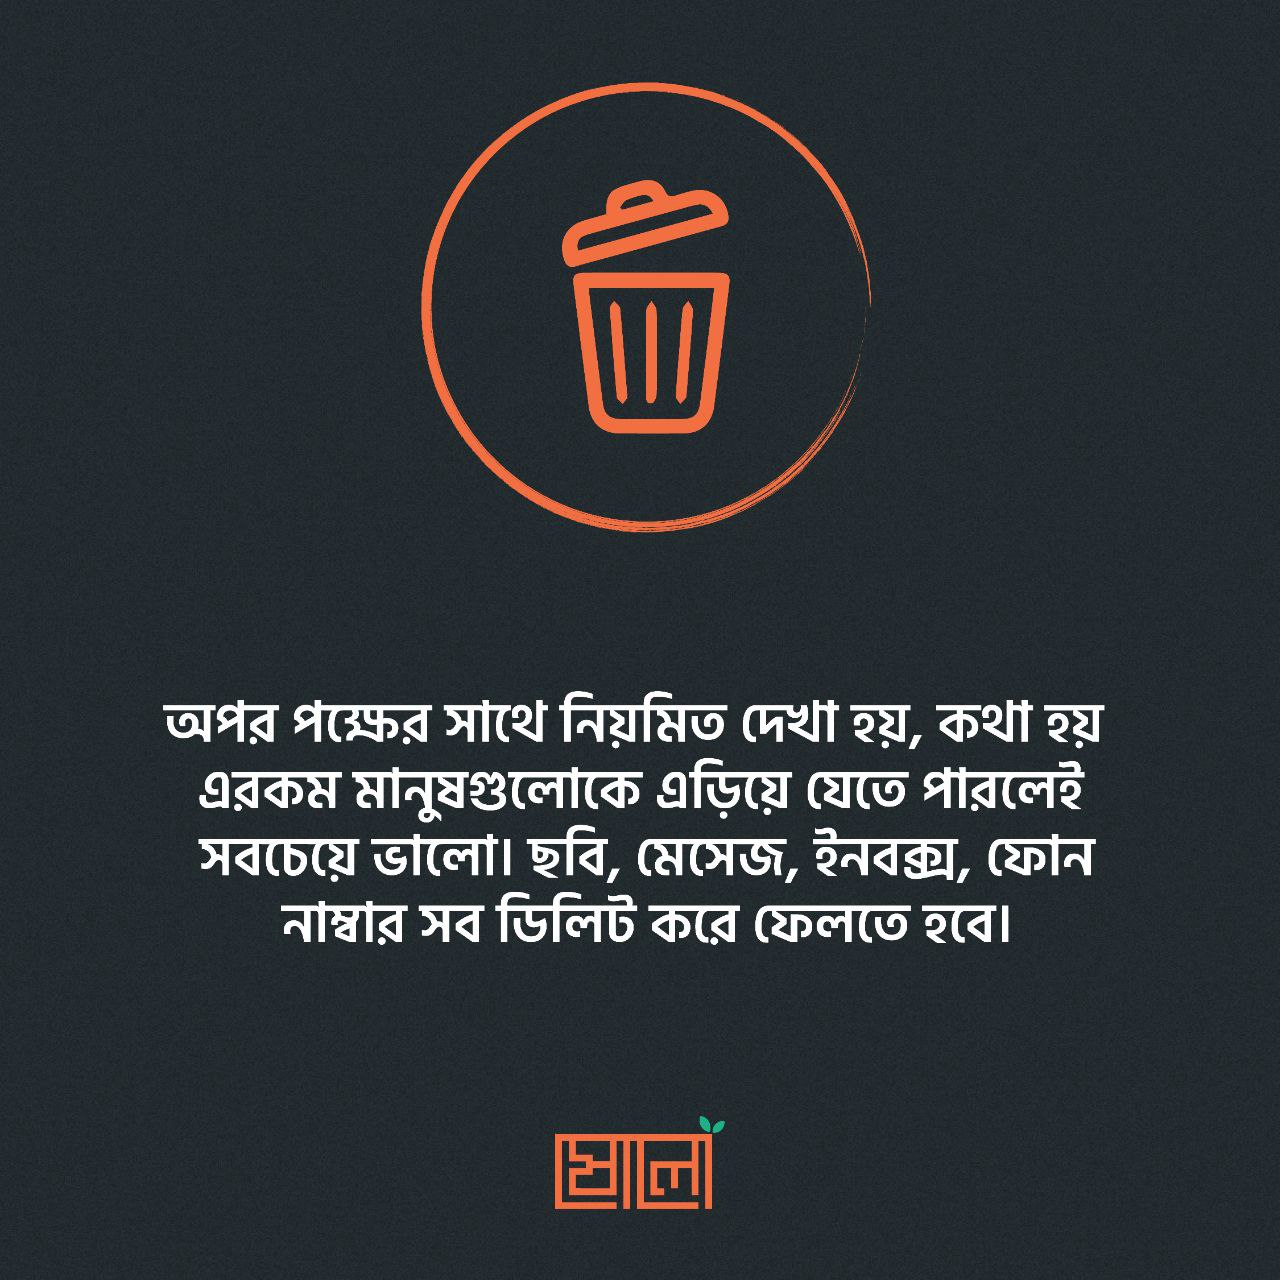 অপর পক্ষের সাথে নিয়মিত দেখা হয়, কথা হয়
এরকম মানুষগুলোকে এড়িয়ে যেতে পারলেই
সবচেয়ে ভালো। ছবি, মেসেজ, ইনবক্স, ফোন
নাম্বার সব ডিলিট করে ফেলতে হবে।
ষোল